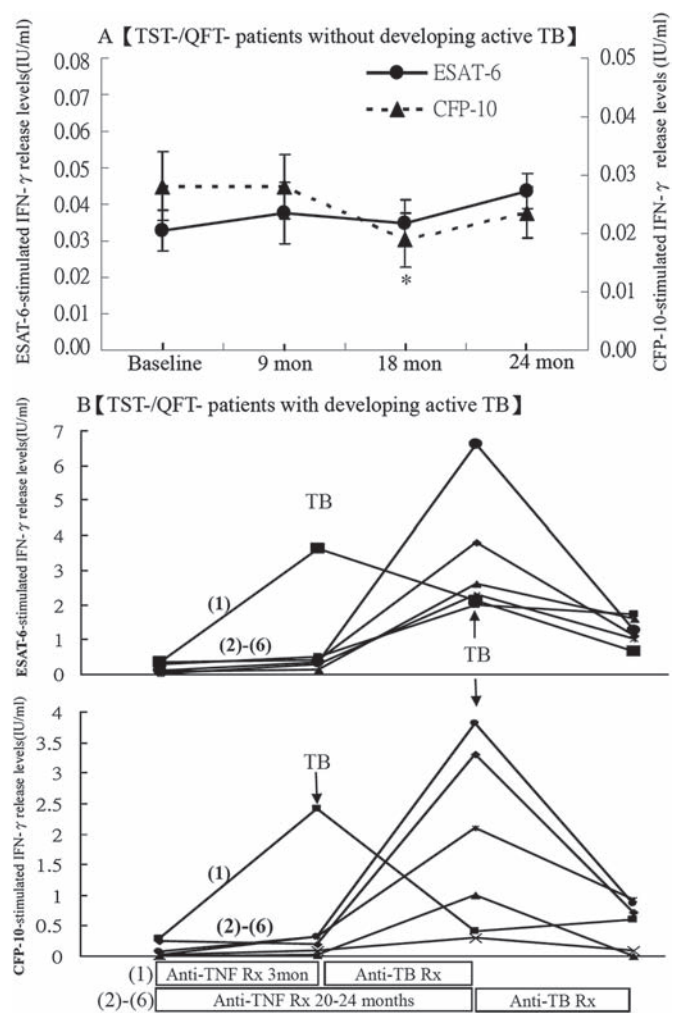 A【TST-/QFT- patients without developing active TB】
ESAT-6-stimulated IFN-γ release levels(IU/ml)
0.08
0.07
0.06
0.05
0.04
0.03
0.02
0.01
0.00
ESAT-6
CFP-10
*
0.05
0.04
0.03
0.02
0.01
0.00
CFP-10-stimulated IFN-γ release levels (IU/ml)
Baseline 9 mon 18 mon 24 mon
B【TST-/QFT- patients with developing active TB】
ESAT-6-stimulated IFN-γ release levels(IU/ml)
7
6
5
4
3
2
1
0
TB
(1)
(2)-(6)
TB
CFP-10-stimulated IFN-γ release levels(IU/ml)
4
3.5
3
2.5
2
1.5
1
0.5
0
TB
(1)
(2)-(6)
(1) Anti-TNF Rx 3mon Anti-TB Rx
(2)-(6) Anti-TNF Rx 20-24 months Anti-TB Rx